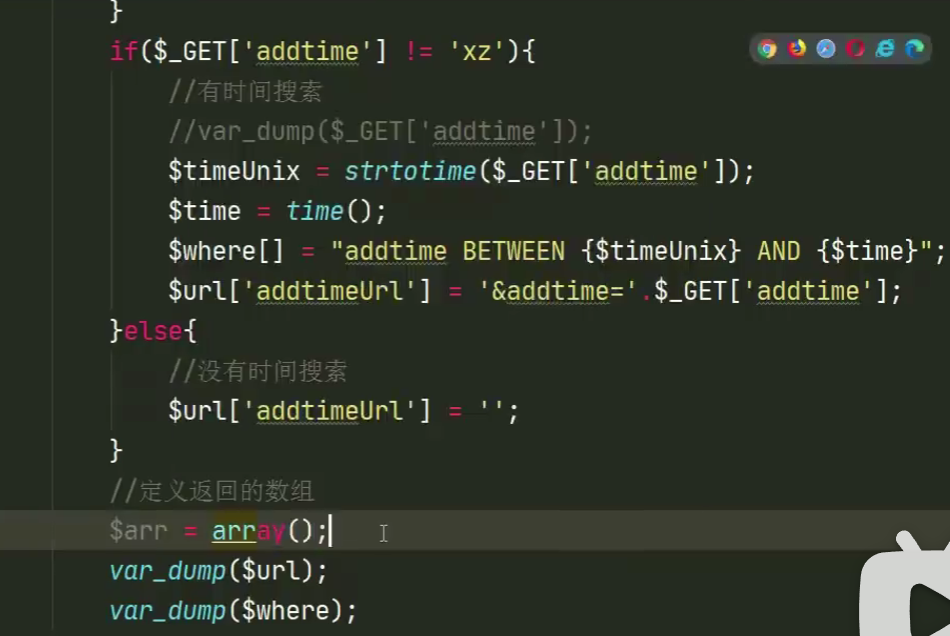 }
if($_GET['addtime'] != 'xz'){
//有时间搜索
//var_dump($_GET['addtime']);
$timeUnix = strtotime($_GET['addtime']);
$time = time();
$where[] = "addtime BETWEEN {$timeUnix} AND {$time}";
$url['addtimeUrl'] = '&addtime='.$_GET['addtime'];
}else{
//没有时间搜索
$url['addtimeUrl'] = '';
}
//定义返回的数组
$arr = array();
var_dump($url);
var_dump($where);